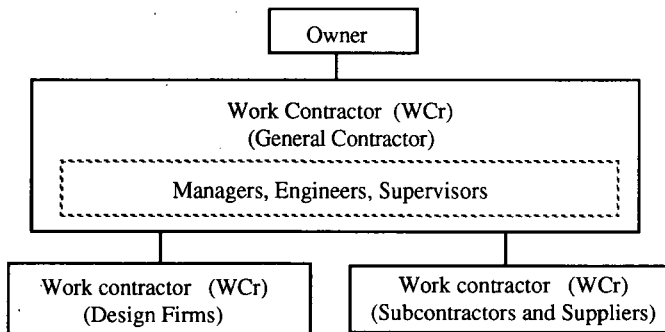 Owner
Work Contractor (WCr)
(General Contractor)
Managers, Engineers, Supervisors
Work contractor (WCr)
(Design Firms)
Work contractor (WCr)
(Subcontractors and Suppliers)